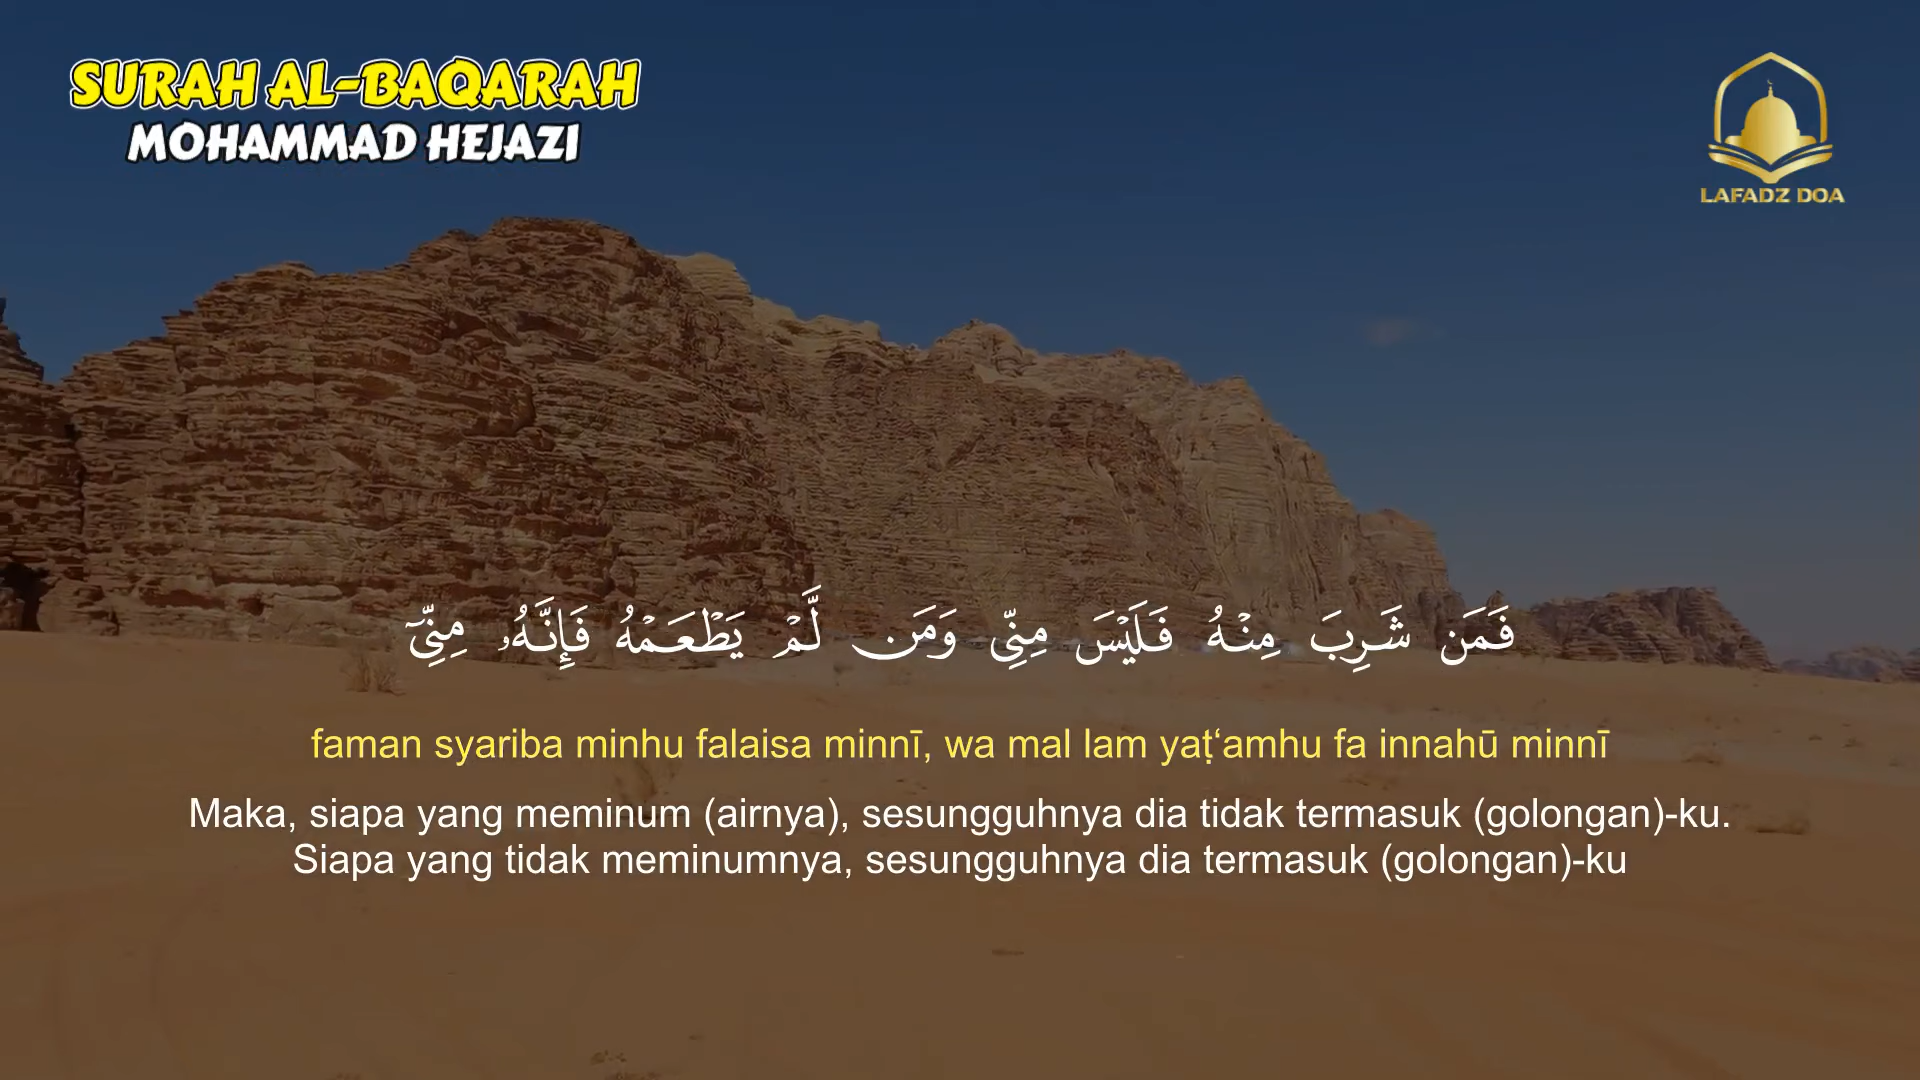 SURAH AL-BAQARAH
MOHAMMAD HEJAZI
LAFADZ DOA
فَمَن شَرِبَ مِنْهُ فَلَيْسَ مِنِّي وَمَن لَّمْ يَطْعَمْهُ فَإِنَّهُۥ مِنِّىٓ
faman syariba minhu falaisa minnī, wa mal lam yaṭ‘amhu fa innahū minnī
Maka, siapa yang meminum (airnya), sesungguhnya dia tidak termasuk (golongan)-ku.
Siapa yang tidak meminumnya, sesungguhnya dia termasuk (golongan)-ku